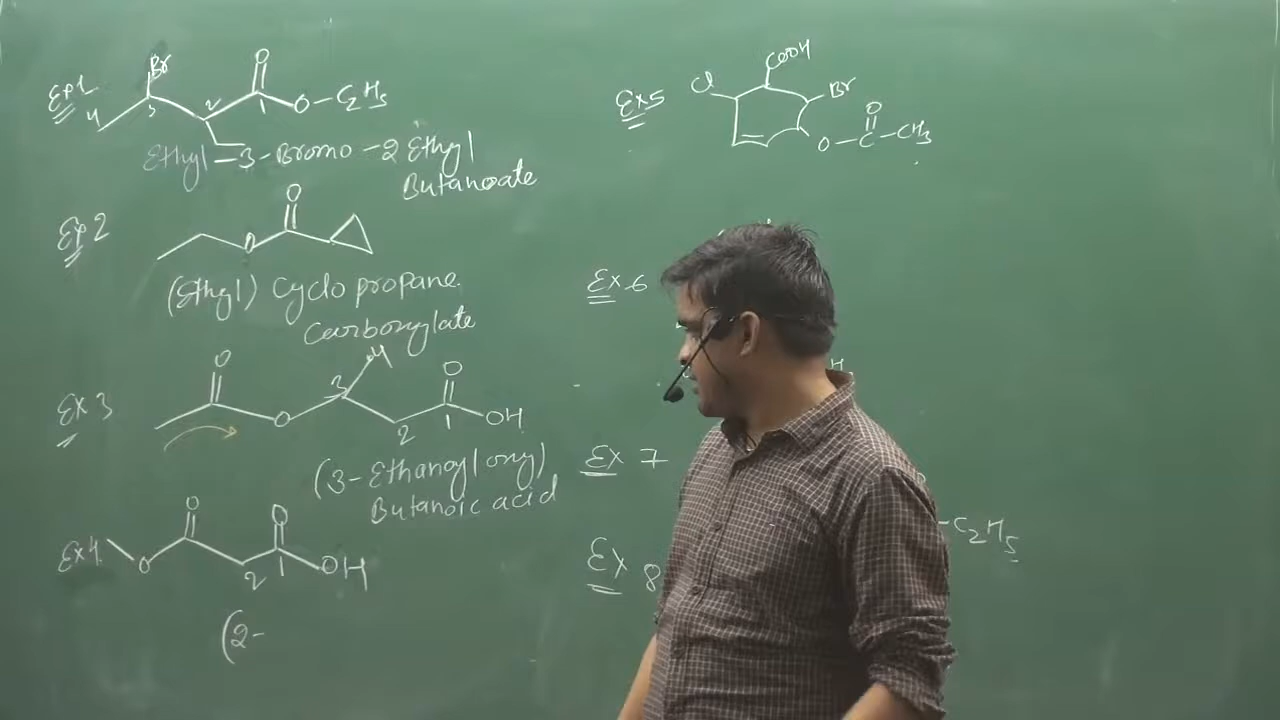 Ex 1
Br
O
4
3
2
1
O-C2H5
Ethyl-3-Bromo-2 Ethyl
Butanoate
Ex 2
O
O
(Ethyl) Cyclo propane
Carboxylate
Ex 3
O
O
3
4
2
O
1
OH
(3-Ethanoyl oxy)
Butanoic acid
Ex 4
O
O
2
O
1
OH
(2-
Ex 5
COOH
Cl
Br
O
O-C-CH3
Ex 6
H
Ex 7
Ex 8
-C2H5